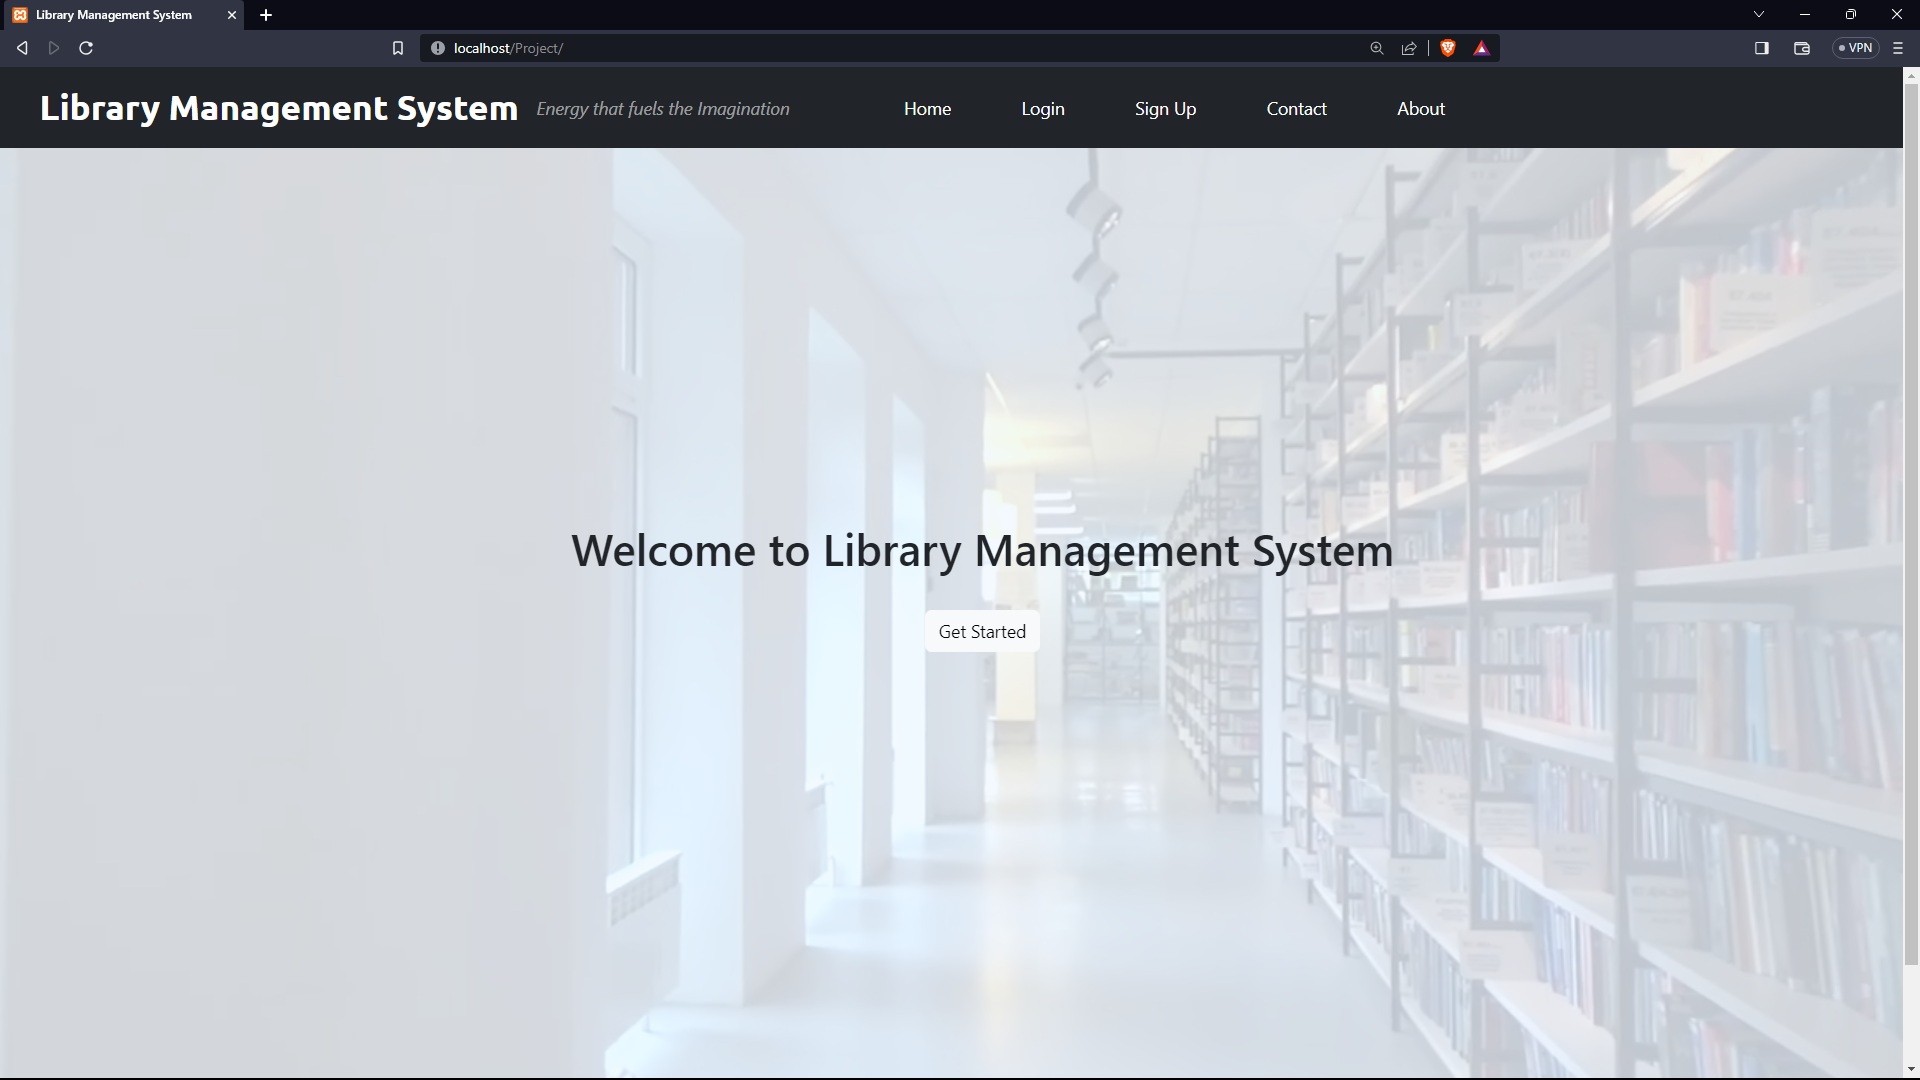 Library Management System
localhost/Project/
VPN
Library Management System Energy that fuels the Imagination Home Login Sign Up Contact About
Welcome to Library Management System
Get Started